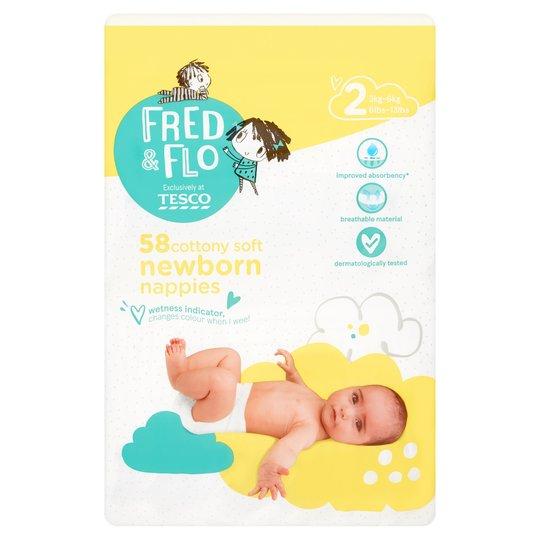 FRED
& FLO
Exclusively at
TESCO
2
3kg-6kg
6lbs-13lbs
improved absorbency*
breathable material
dermatologically tested
58 cottony soft
newborn
nappies
wetness indicator,
changes colour when I wee!